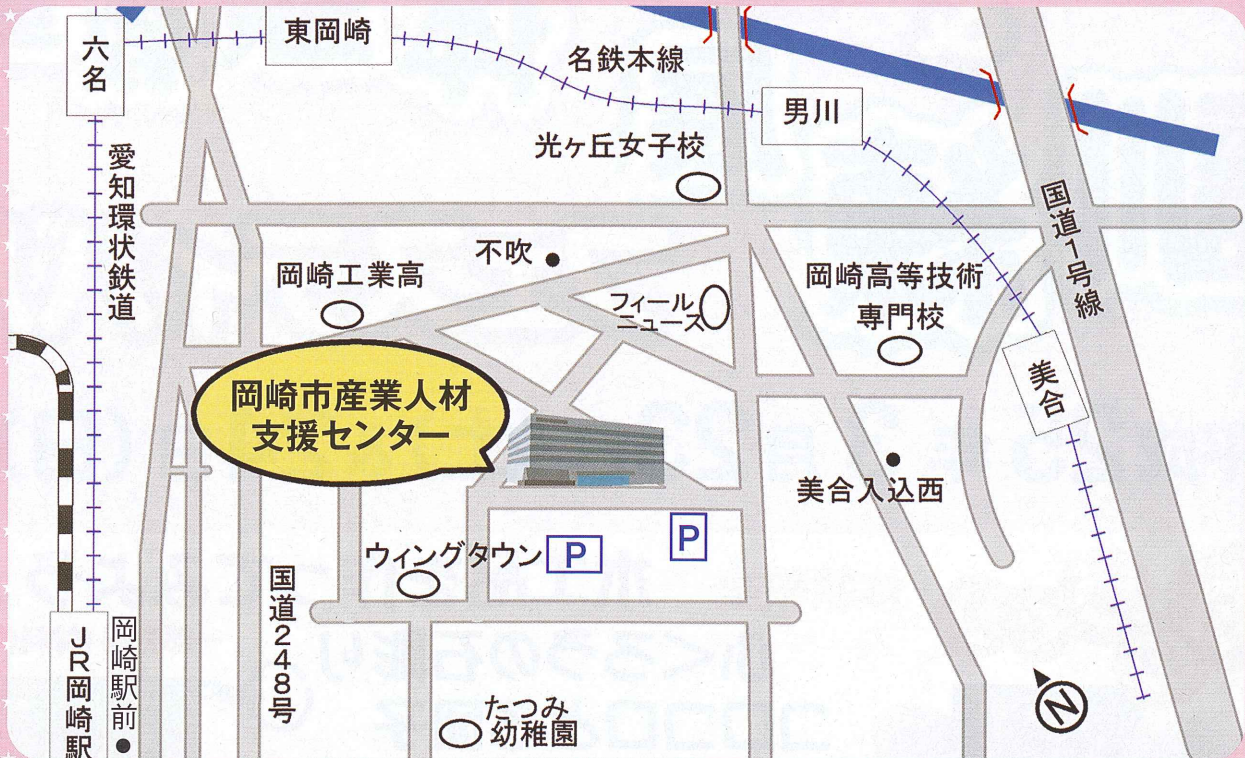 六名
東岡崎
名鉄本線
男川
光ヶ丘女子校
愛知環状鉄道
国道1号線
不吹
岡崎工業高
フィール
ニューズ
岡崎高等技術
専門校
美合
岡崎市産業人材
支援センター
美合入込西
ウィングタウン
P
P
国道248号
JR岡崎駅
岡崎駅前
たつみ
幼稚園
N